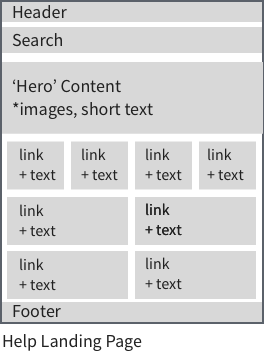 Header
Search
‘Hero’ Content
*images, short text
link link link link
+ text + text + text + text
link link
+ text + text
link link
+ text + text
Footer
Help Landing Page